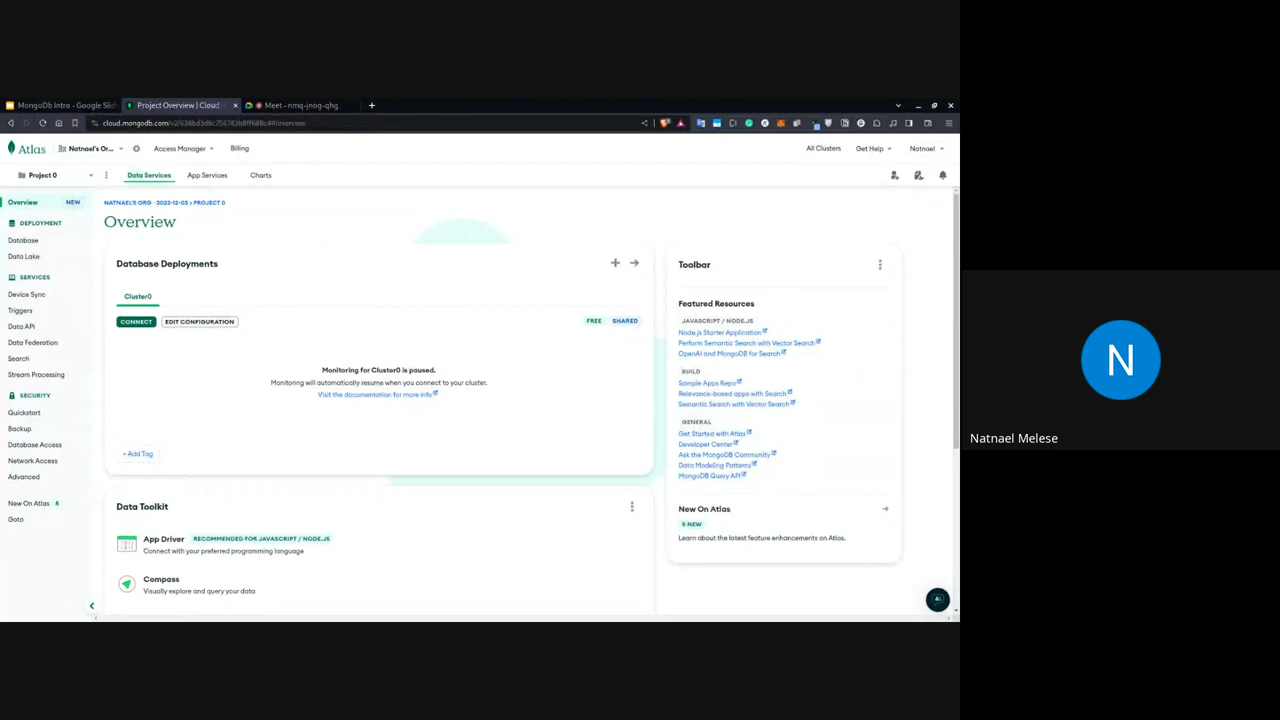 MongoDb Intro - Google Slid
Project Overview | Cloud
Meet - nmq-jnog-qhg
Atlas
Natnael's Or...
Access Manager
Billing
All Clusters
Get Help
Natnael
Project 0
Data Services
App Services
Charts
Overview
NEW
DEPLOYMENT
Database
Data Lake
SERVICES
Device Sync
Triggers
Data API
Data Federation
Search
Stream Processing
SECURITY
Quickstart
Backup
Database Access
Network Access
Advanced
New On Atlas 6
Goto
NATNAEL'S ORG - 2022-12-03 > PROJECT 0
Overview
Database Deployments
Cluster0
CONNECT
EDIT CONFIGURATION
FREE
SHARED
Monitoring for Cluster0 is paused.
Monitoring will automatically resume when you connect to your cluster.
Visit the documentation for more info
+ Add Tag
Data Toolkit
App Driver
RECOMMENDED FOR JAVASCRIPT / NODE.JS
Connect with your preferred programming language
Compass
Visually explore and query your data
Toolbar
Featured Resources
JAVASCRIPT / NODE.JS
Node.js Starter Application
Perform Semantic Search with Vector Search
OpenAI and MongoDB for Search
BUILD
Sample Apps Repo
Relevance-based apps with Search
Semantic Search with Vector Search
GENERAL
Get Started with Atlas
Developer Center
Ask the MongoDB Community
Data Modeling Patterns
MongoDB Query API
New On Atlas
5 NEW
Learn about the latest feature enhancements on Atlas.
N
Natnael Melese